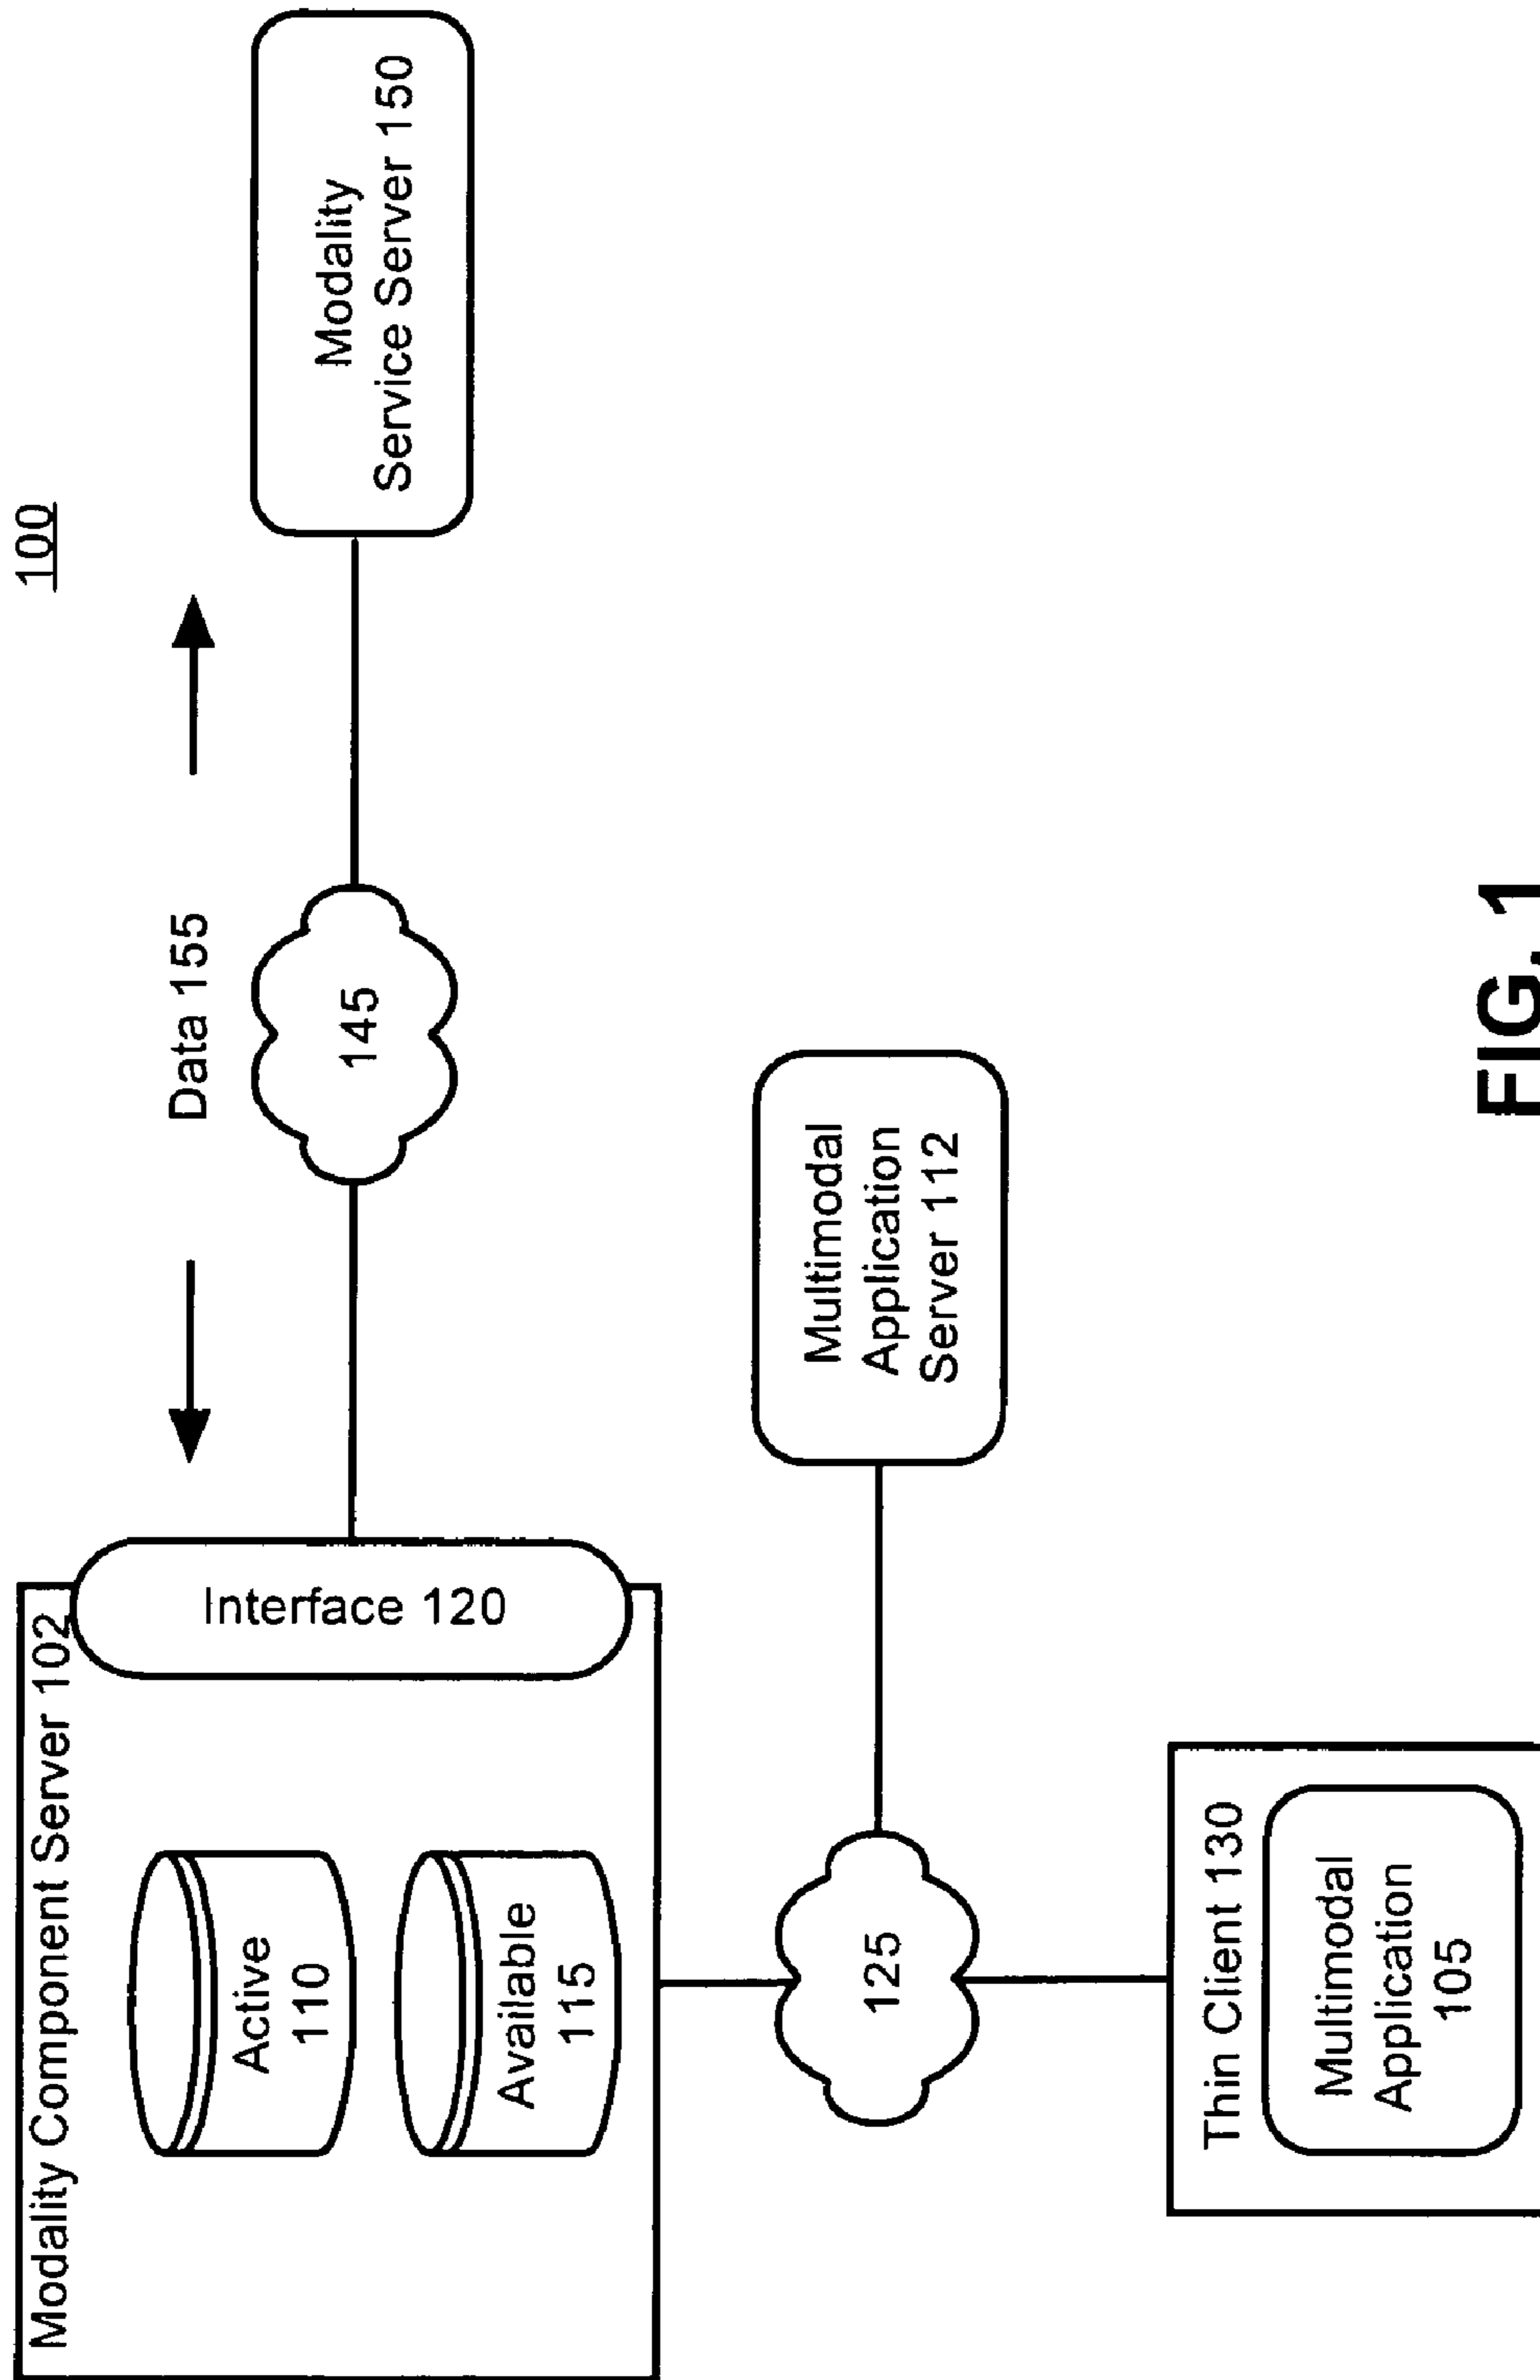 100
Modality Component Server 102
Active
110
Available
115
Interface 120
Data 155
145
Modality
Service Server 150
125
Multimodal
Application
Server 112
Thin Client 130
Multimodal
Application
105
FIG. 1